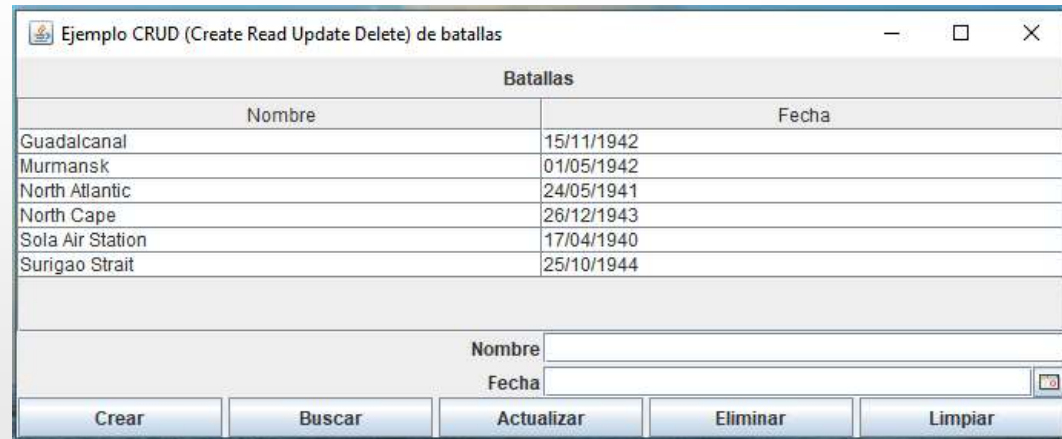 Ejemplo CRUD (Create Read Update Delete) de batallas
Batallas
Nombre Fecha
Guadalcanal 15/11/1942
Murmansk 01/05/1942
North Atlantic 24/05/1941
North Cape 26/12/1943
Sola Air Station 17/04/1940
Surigao Strait 25/10/1944
Nombre
Fecha
Crear Buscar Actualizar Eliminar Limpiar